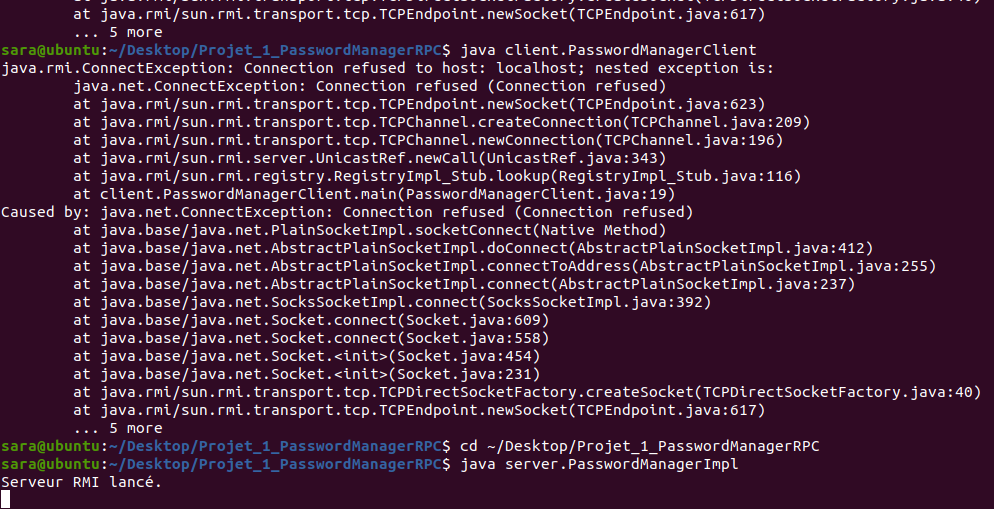 at java.rmi/sun.rmi.transport.tcp.TCPEndpoint.newSocket(TCPEndpoint.java:617)
... 5 more
sara@ubuntu:~/Desktop/Projet_1_PasswordManagerRPC$ java client.PasswordManagerClient
java.rmi.ConnectException: Connection refused to host: localhost; nested exception is:
java.net.ConnectException: Connection refused (Connection refused)
at java.rmi/sun.rmi.transport.tcp.TCPEndpoint.newSocket(TCPEndpoint.java:623)
at java.rmi/sun.rmi.transport.tcp.TCPChannel.createConnection(TCPChannel.java:209)
at java.rmi/sun.rmi.transport.tcp.TCPChannel.newConnection(TCPChannel.java:196)
at java.rmi/sun.rmi.server.UnicastRef.newCall(UnicastRef.java:343)
at java.rmi/sun.rmi.registry.RegistryImpl_Stub.lookup(RegistryImpl_Stub.java:116)
at client.PasswordManagerClient.main(PasswordManagerClient.java:19)
Caused by: java.net.ConnectException: Connection refused (Connection refused)
at java.base/java.net.PlainSocketImpl.socketConnect(Native Method)
at java.base/java.net.AbstractPlainSocketImpl.doConnect(AbstractPlainSocketImpl.java:412)
at java.base/java.net.AbstractPlainSocketImpl.connectToAddress(AbstractPlainSocketImpl.java:255)
at java.base/java.net.AbstractPlainSocketImpl.connect(AbstractPlainSocketImpl.java:237)
at java.base/java.net.SocksSocketImpl.connect(SocksSocketImpl.java:392)
at java.base/java.net.Socket.connect(Socket.java:609)
at java.base/java.net.Socket.connect(Socket.java:558)
at java.base/java.net.Socket.<init>(Socket.java:454)
at java.base/java.net.Socket.<init>(Socket.java:231)
at java.rmi/sun.rmi.transport.tcp.TCPDirectSocketFactory.createSocket(TCPDirectSocketFactory.java:40)
at java.rmi/sun.rmi.transport.tcp.TCPEndpoint.newSocket(TCPEndpoint.java:617)
... 5 more
sara@ubuntu:~/Desktop/Projet_1_PasswordManagerRPC$ cd ~/Desktop/Projet_1_PasswordManagerRPC
sara@ubuntu:~/Desktop/Projet_1_PasswordManagerRPC$ java server.PasswordManagerImpl
Serveur RMI lancé.